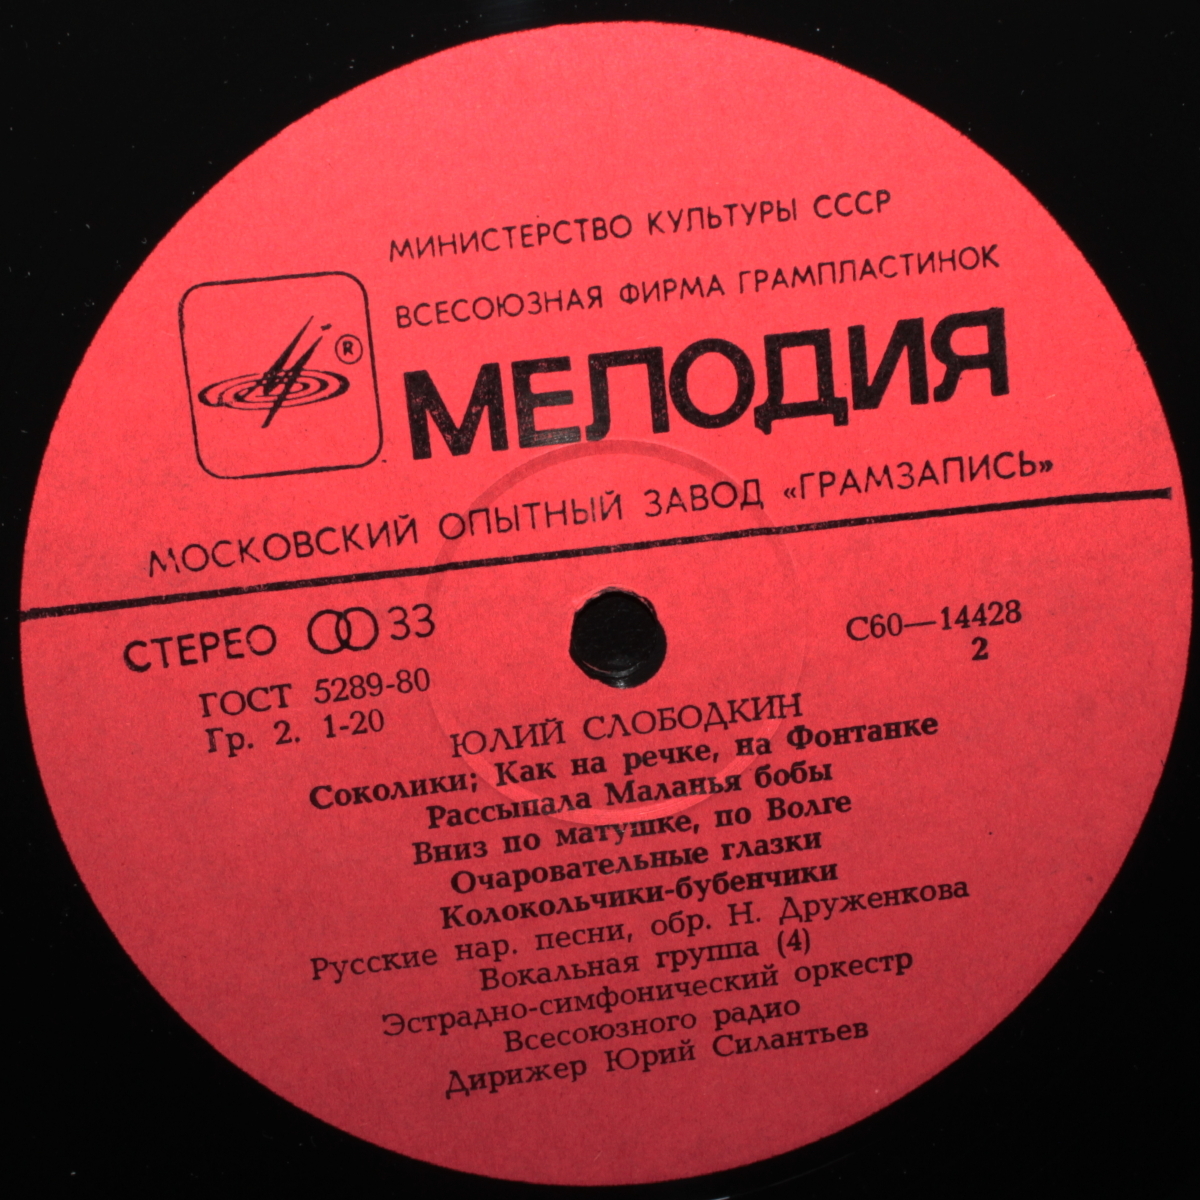 МИНИСТЕРСТВО КУЛЬТУРЫ СССР
ВСЕСОЮЗНАЯ ФИРМА ГРАМПЛАСТИНОК
®
МЕЛОДИЯ
МОСКОВСКИЙ ОПЫТНЫЙ ЗАВОД «ГРАМЗАПИСЬ»
СТЕРЕО 33
С60—14428
2
ГОСТ 5289-80
Гр. 2. 1-20
ЮЛИЙ СЛОБОДКИН
Соколики; Как на речке, на Фонтанке
Рассыпала Маланья бобы
Вниз по матушке, по Волге
Очаровательные глазки
Колокольчики-бубенчики
Русские нар. песни, обр. Н. Друженкова
Вокальная группа (4)
Эстрадно-симфонический оркестр
Всесоюзного радио
Дирижер Юрий Силантьев